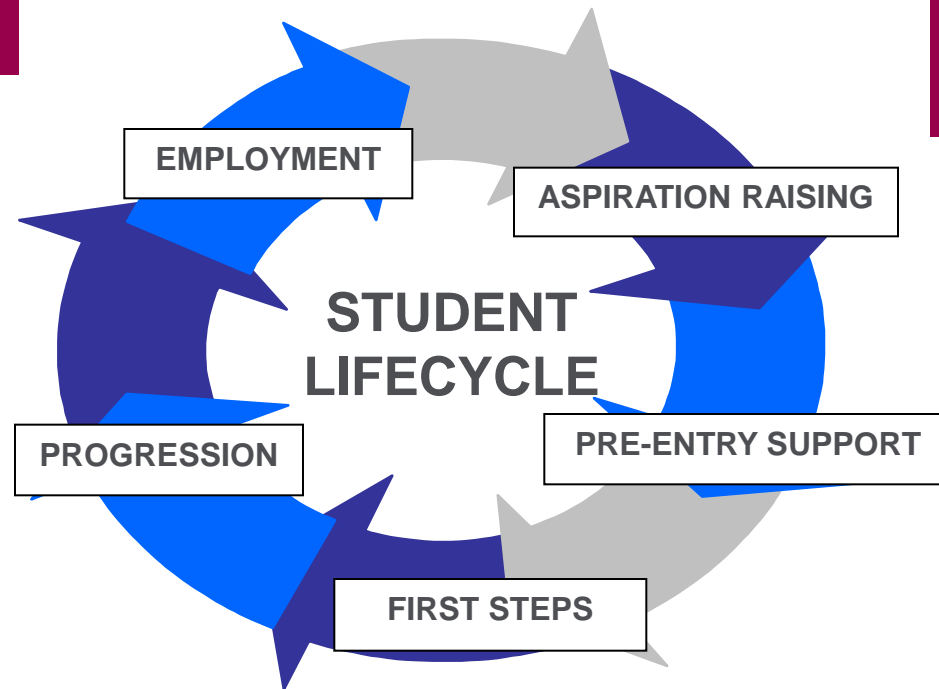 EMPLOYMENT
ASPIRATION RAISING
STUDENT
LIFECYCLE
PRE-ENTRY SUPPORT
PROGRESSION
FIRST STEPS